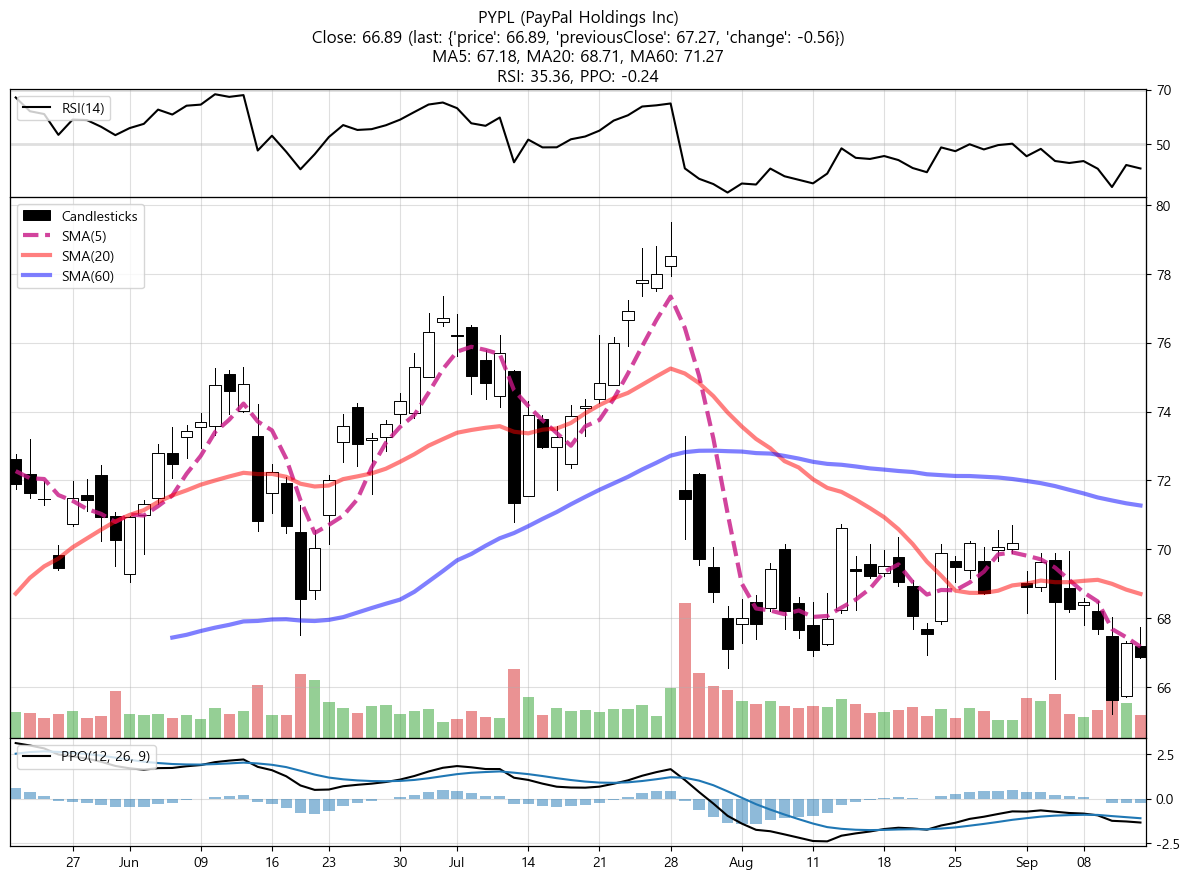 PYPL (PayPal Holdings Inc)
Close: 66.89 (last: {'price': 66.89, 'previousClose': 67.27, 'change': -0.56})
MA5: 67.18, MA20: 68.71, MA60: 71.27
RSI: 35.36, PPO: -0.24
RSI(14)
70
50
Candlesticks
SMA(5)
SMA(20)
SMA(60)
80
78
76
74
72
70
68
66
PPO(12, 26, 9)
2.5
0.0
-2.5
27 Jun 09 16 23 30 Jul 14 21 28 Aug 11 18 25 Sep 08